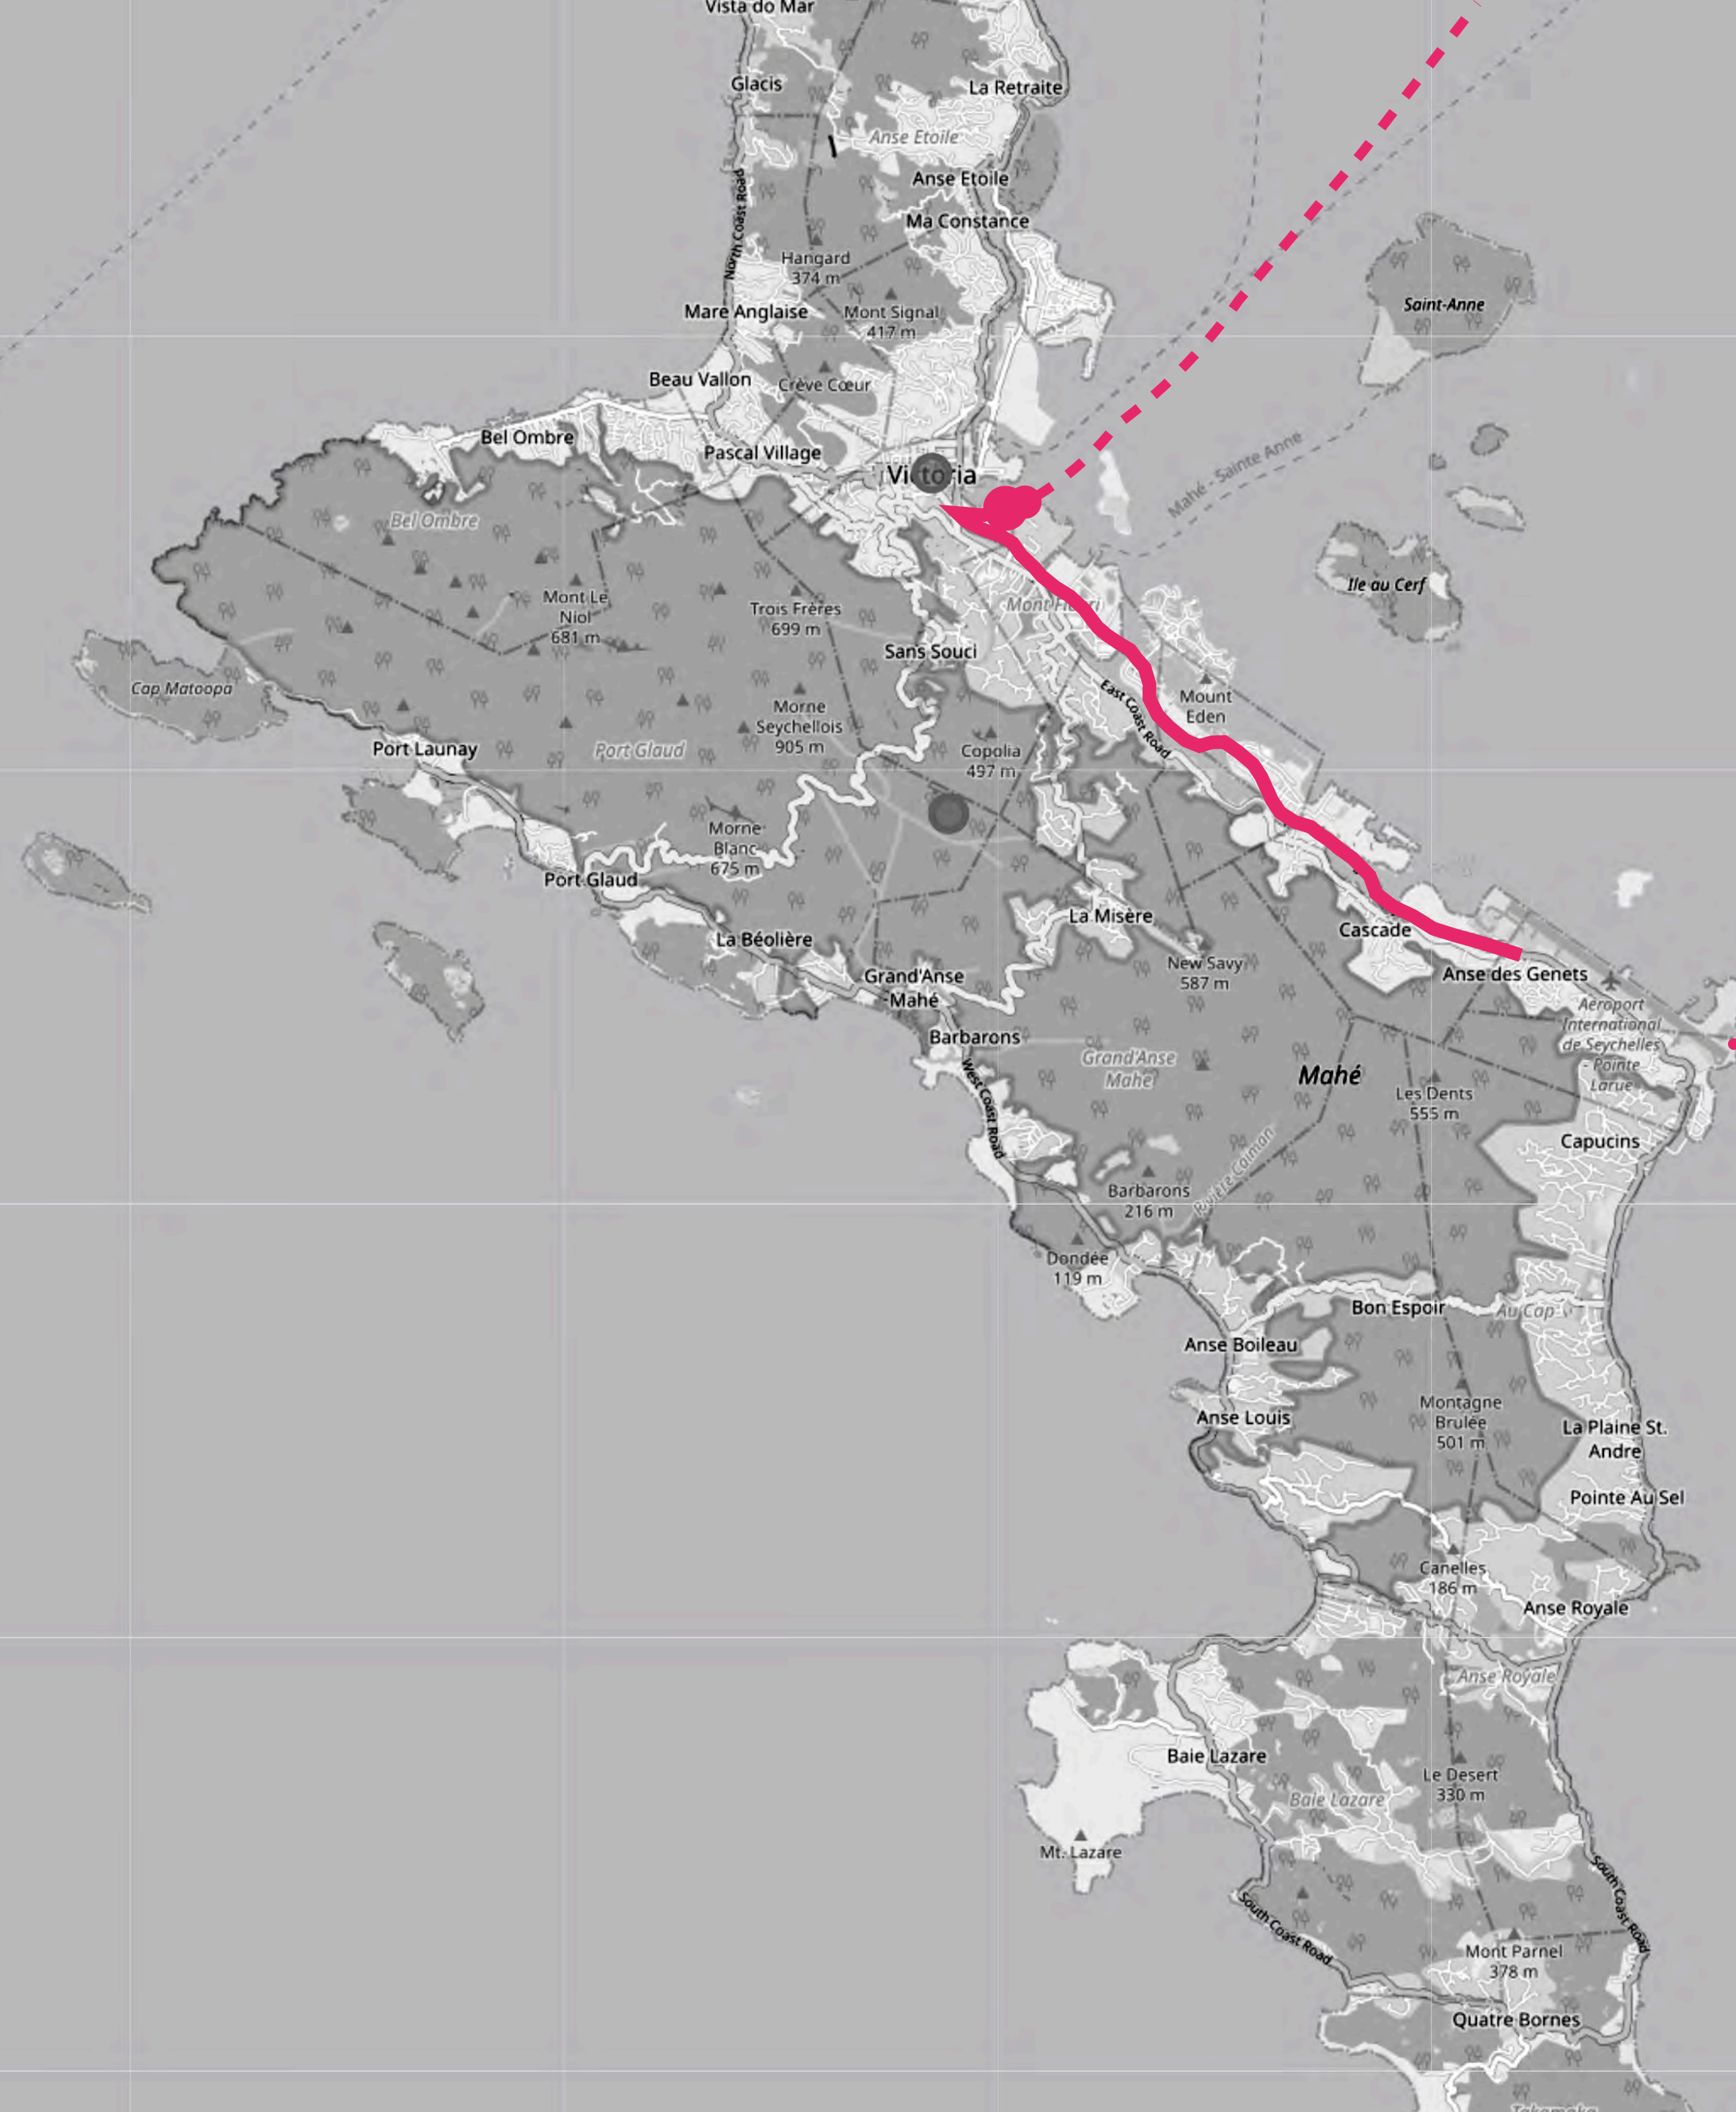 Vista do Mar
Glacis
La Retraite
Anse Etoile
Anse Etoile
North Coast Road
Ma Constance
Hangard
374 m
Saint-Anne
Mare Anglaise
Mont Signal
417 m
Beau Vallon
Crève Cœur
Bel Ombre
Pascal Village
Victoria
Mahé - Sainte Anne
Bel Ombre
Ile au Cerf
Mont Le
Niol
681 m
Trois Frères
699 m
Mont Fleuri
Sans Souci
Cap Matoopa
East Coast Road
Mount
Eden
Morne
Seychellois
905 m
Port Launay
Port Glaud
Copolia
497 m
Morne
Blanc
675 m
Port Glaud
La Misère
Cascade
La Béolière
New Savy
587 m
Anse des Genets
Grand'Anse
Mahé
Aéroport
International
de Seychelles
- Pointe
Larue
Barbarons
West Coast Road
Grand'Anse
Mahé
Mahé
Les Dents
555 m
Capucins
Rivière Caïman
Barbarons
216 m
Dondée
119 m
Bon Espoir
Au Cap
Anse Boileau
Anse Louis
Montagne
Brulée
501 m
La Plaine St.
Andre
Pointe Au Sel
Canelles
186 m
Anse Royale
Anse Royale
Baie Lazare
Le Desert
330 m
Baie Lazare
Mt. Lazare
South Coast Road
South Coast Road
Mont Parnel
378 m
Quatre Bornes
Takamaka